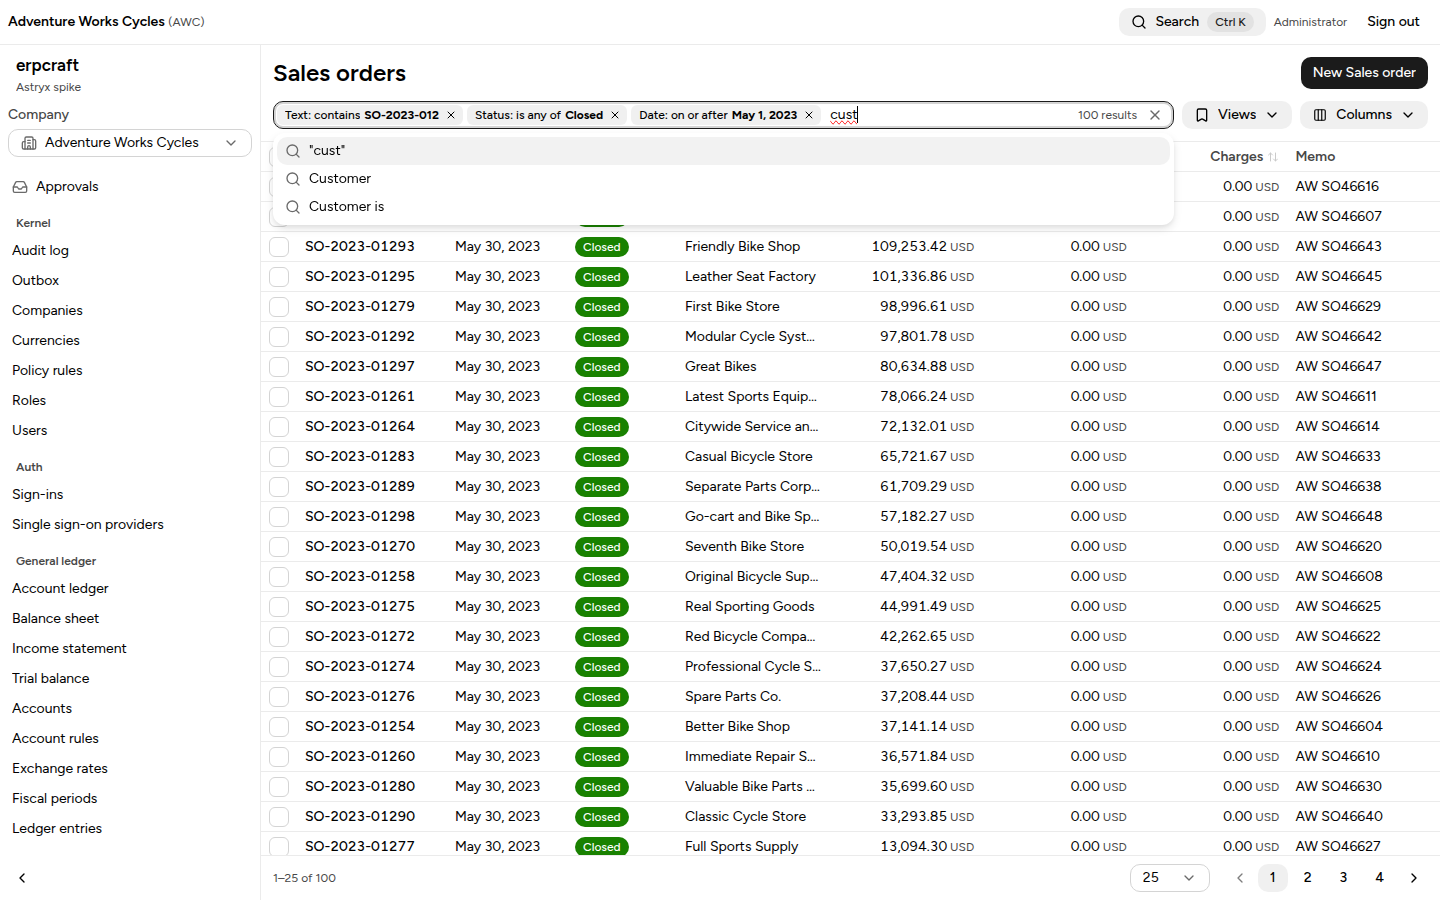 Adventure Works Cycles (AWC)
Search Ctrl K Administrator Sign out
erpcraft
Astryx spike
Company
Adventure Works Cycles
Approvals
Kernel
Audit log
Outbox
Companies
Currencies
Policy rules
Roles
Users
Auth
Sign-ins
Single sign-on providers
General ledger
Account ledger
Balance sheet
Income statement
Trial balance
Accounts
Account rules
Exchange rates
Fiscal periods
Ledger entries
Sales orders
New Sales order
Text: contains SO-2023-012 Status: is any of Closed Date: on or after May 1, 2023 cust 100 results
Views Columns
"cust"
Customer
Customer is
Charges Memo
0.00 USD AW SO46616
0.00 USD AW SO46607
SO-2023-01293 May 30, 2023 Closed Friendly Bike Shop 109,253.42 USD 0.00 USD 0.00 USD AW SO46643
SO-2023-01295 May 30, 2023 Closed Leather Seat Factory 101,336.86 USD 0.00 USD 0.00 USD AW SO46645
SO-2023-01279 May 30, 2023 Closed First Bike Store 98,996.61 USD 0.00 USD 0.00 USD AW SO46629
SO-2023-01292 May 30, 2023 Closed Modular Cycle Syst... 97,801.78 USD 0.00 USD 0.00 USD AW SO46642
SO-2023-01297 May 30, 2023 Closed Great Bikes 80,634.88 USD 0.00 USD 0.00 USD AW SO46647
SO-2023-01261 May 30, 2023 Closed Latest Sports Equip... 78,066.24 USD 0.00 USD 0.00 USD AW SO46611
SO-2023-01264 May 30, 2023 Closed Citywide Service an... 72,132.01 USD 0.00 USD 0.00 USD AW SO46614
SO-2023-01283 May 30, 2023 Closed Casual Bicycle Store 65,721.67 USD 0.00 USD 0.00 USD AW SO46633
SO-2023-01289 May 30, 2023 Closed Separate Parts Corp... 61,709.29 USD 0.00 USD 0.00 USD AW SO46638
SO-2023-01298 May 30, 2023 Closed Go-cart and Bike Sp... 57,182.27 USD 0.00 USD 0.00 USD AW SO46648
SO-2023-01270 May 30, 2023 Closed Seventh Bike Store 50,019.54 USD 0.00 USD 0.00 USD AW SO46620
SO-2023-01258 May 30, 2023 Closed Original Bicycle Sup... 47,404.32 USD 0.00 USD 0.00 USD AW SO46608
SO-2023-01275 May 30, 2023 Closed Real Sporting Goods 44,991.49 USD 0.00 USD 0.00 USD AW SO46625
SO-2023-01272 May 30, 2023 Closed Red Bicycle Compa... 42,262.65 USD 0.00 USD 0.00 USD AW SO46622
SO-2023-01274 May 30, 2023 Closed Professional Cycle S... 37,650.27 USD 0.00 USD 0.00 USD AW SO46624
SO-2023-01276 May 30, 2023 Closed Spare Parts Co. 37,208.44 USD 0.00 USD 0.00 USD AW SO46626
SO-2023-01254 May 30, 2023 Closed Better Bike Shop 37,141.14 USD 0.00 USD 0.00 USD AW SO46604
SO-2023-01260 May 30, 2023 Closed Immediate Repair S... 36,571.84 USD 0.00 USD 0.00 USD AW SO46610
SO-2023-01280 May 30, 2023 Closed Valuable Bike Parts ... 35,699.60 USD 0.00 USD 0.00 USD AW SO46630
SO-2023-01290 May 30, 2023 Closed Classic Cycle Store 33,293.85 USD 0.00 USD 0.00 USD AW SO46640
SO-2023-01277 May 30, 2023 Closed Full Sports Supply 13,094.30 USD 0.00 USD 0.00 USD AW SO46627
1–25 of 100 25 1 2 3 4